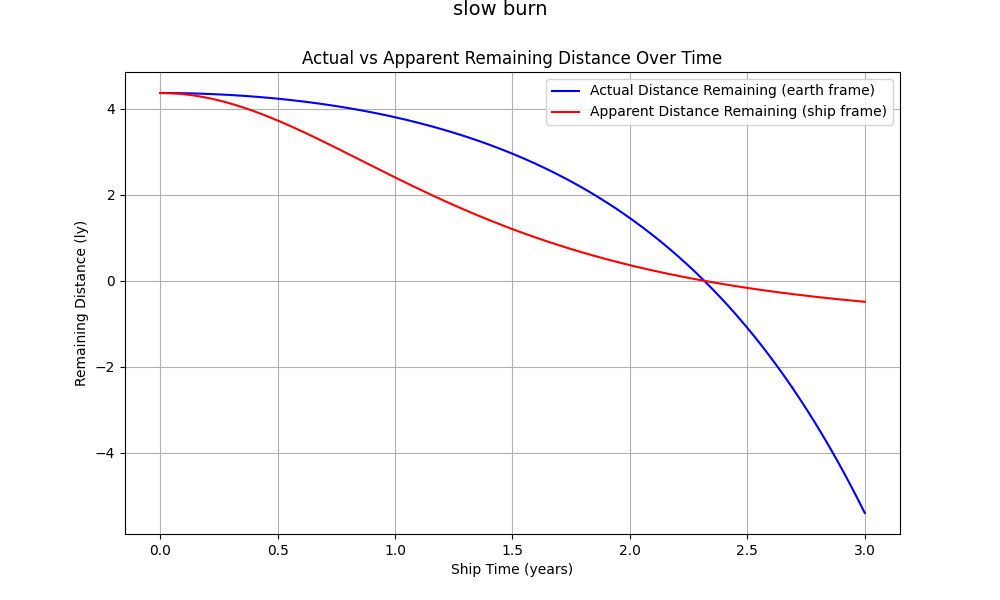 slow burn
Actual vs Apparent Remaining Distance Over Time
Actual Distance Remaining (earth frame)
Apparent Distance Remaining (ship frame)
Remaining Distance (ly)
4
2
0
−2
−4
0.0 0.5 1.0 1.5 2.0 2.5 3.0
Ship Time (years)